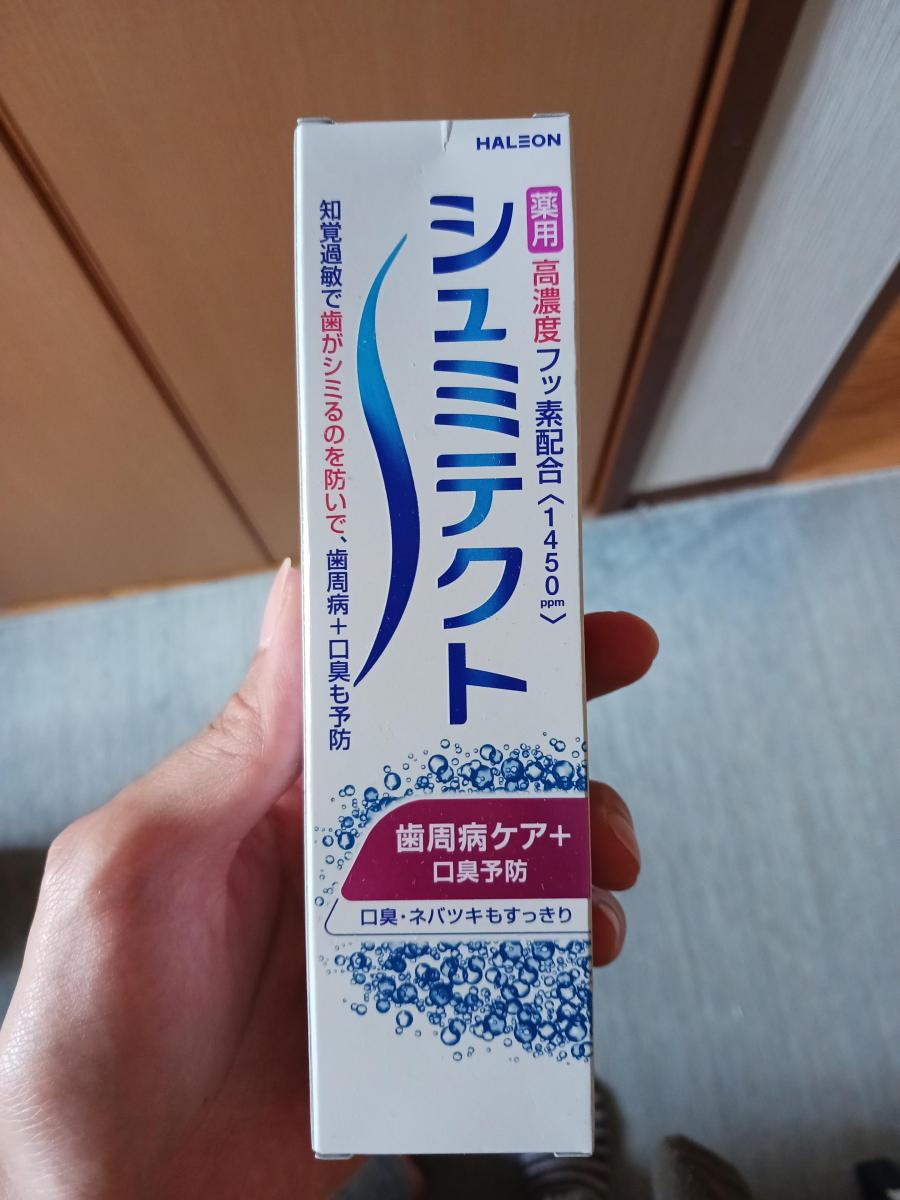 HALEON
薬用
高濃度フッ素配合〈1450ppm〉
シュミテクト
知覚過敏で歯がシミるのを防いで、歯周病+口臭も予防
歯周病ケア+
口臭予防
口臭・ネバツキもすっきり